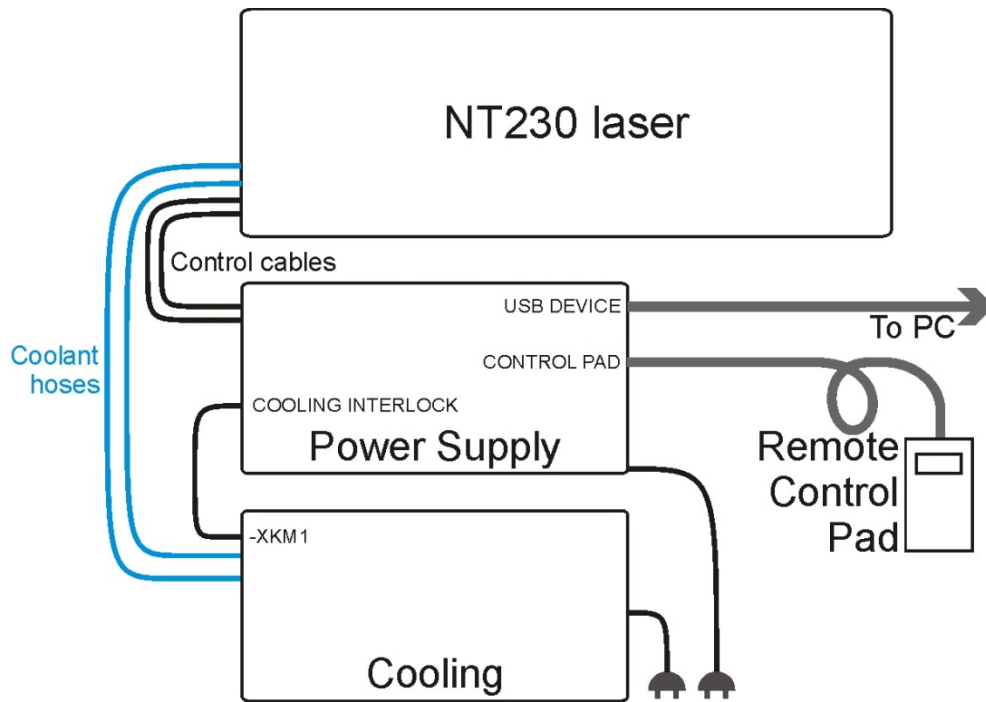 NT230 laser
Control cables
USB DEVICE
To PC
Coolant
hoses
CONTROL PAD
COOLING INTERLOCK
Power Supply
Remote
Control
Pad
-XKM1
Cooling